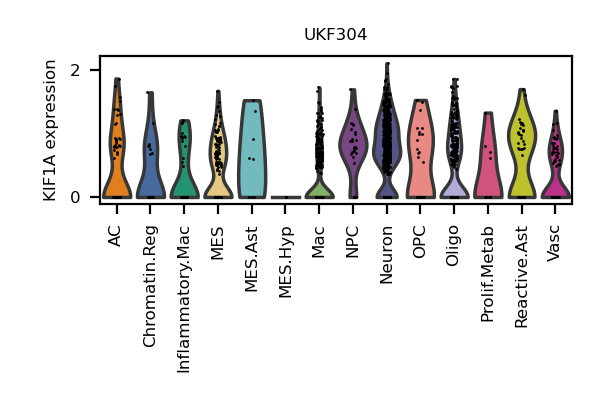 UKF304
KIF1A expression
2
0
AC
Chromatin.Reg
Inflammatory.Mac
MES
MES.Ast
MES.Hyp
Mac
NPC
Neuron
OPC
Oligo
Prolif.Metab
Reactive.Ast
Vasc